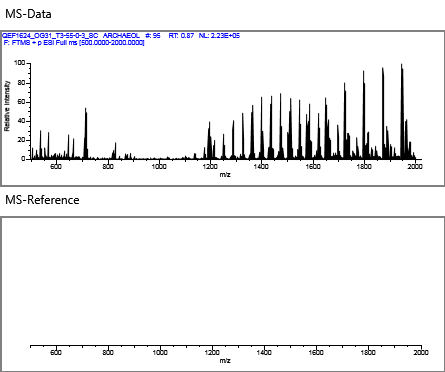 MS-Data
QEF1624_OG31_T3-55-0-3_SC ARCHAEOL #: 95 RT: 0.87 NL: 2.23E+05
F: FTMS + p ESI Full ms [500.0000-2000.0000]
100
80
60
40
20
0
Relative Intensity
600 800 1000 1200 1400 1600 1800 2000
m/z
MS-Reference
600 800 1000 1200 1400 1600 1800 2000
m/z